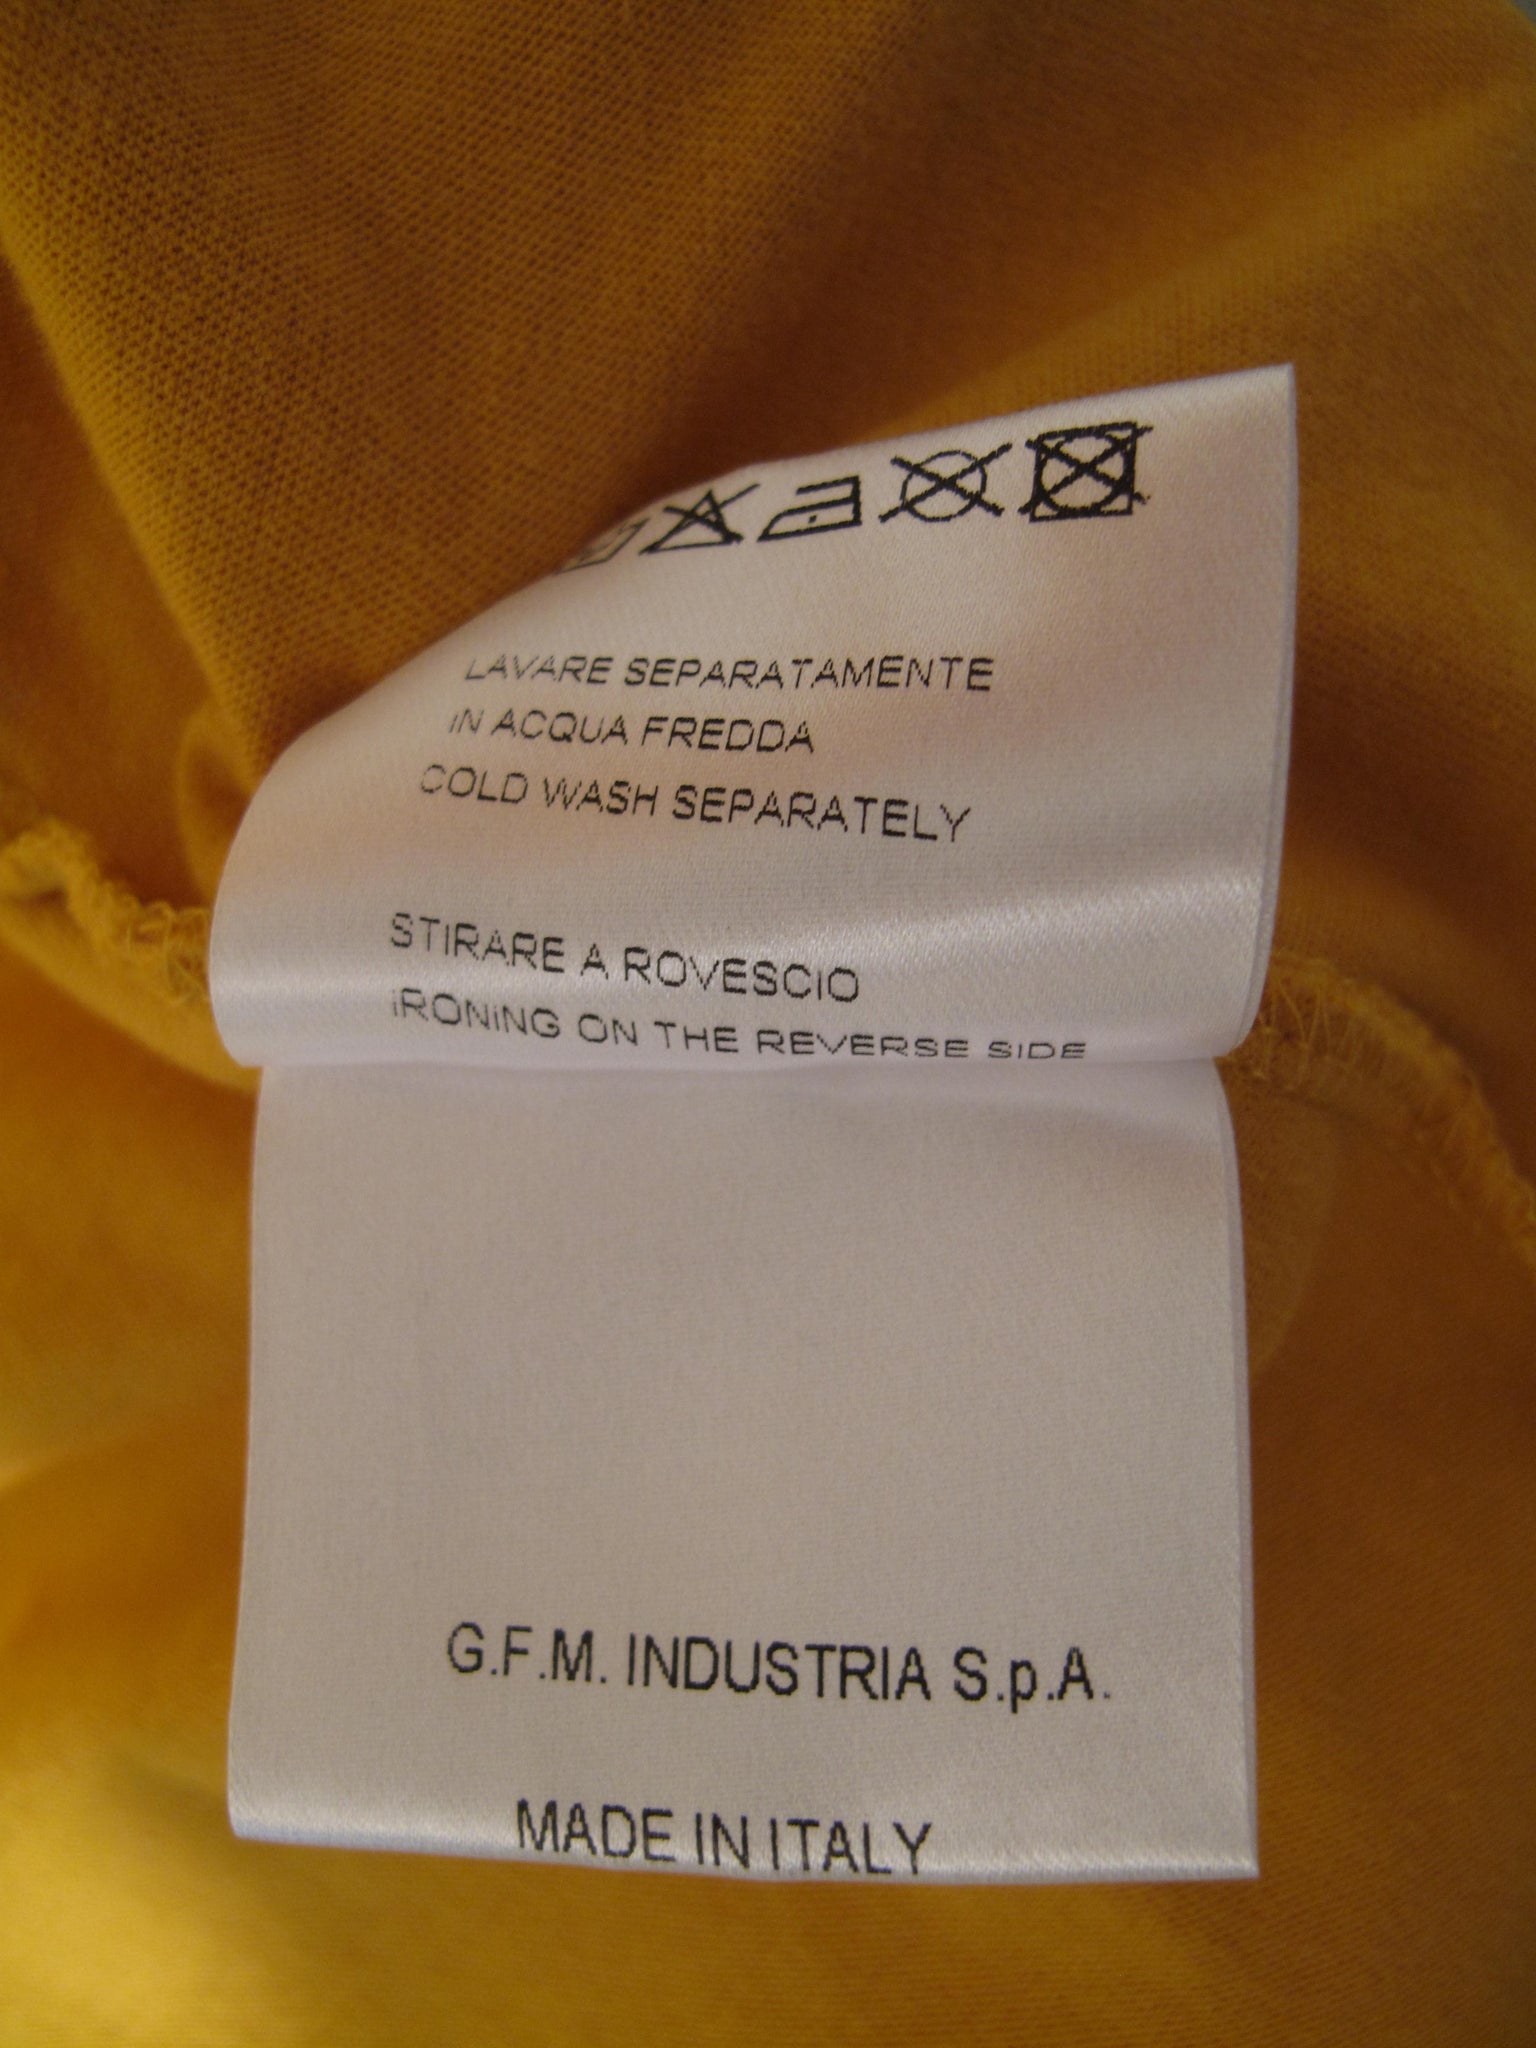 LAVARE SEPARATAMENTE
IN ACQUA FREDDA
COLD WASH SEPARATELY
STIRARE A ROVESCIO
IRONING ON THE REVERSE SIDE
G.F.M. INDUSTRIA S.p.A.
MADE IN ITALY